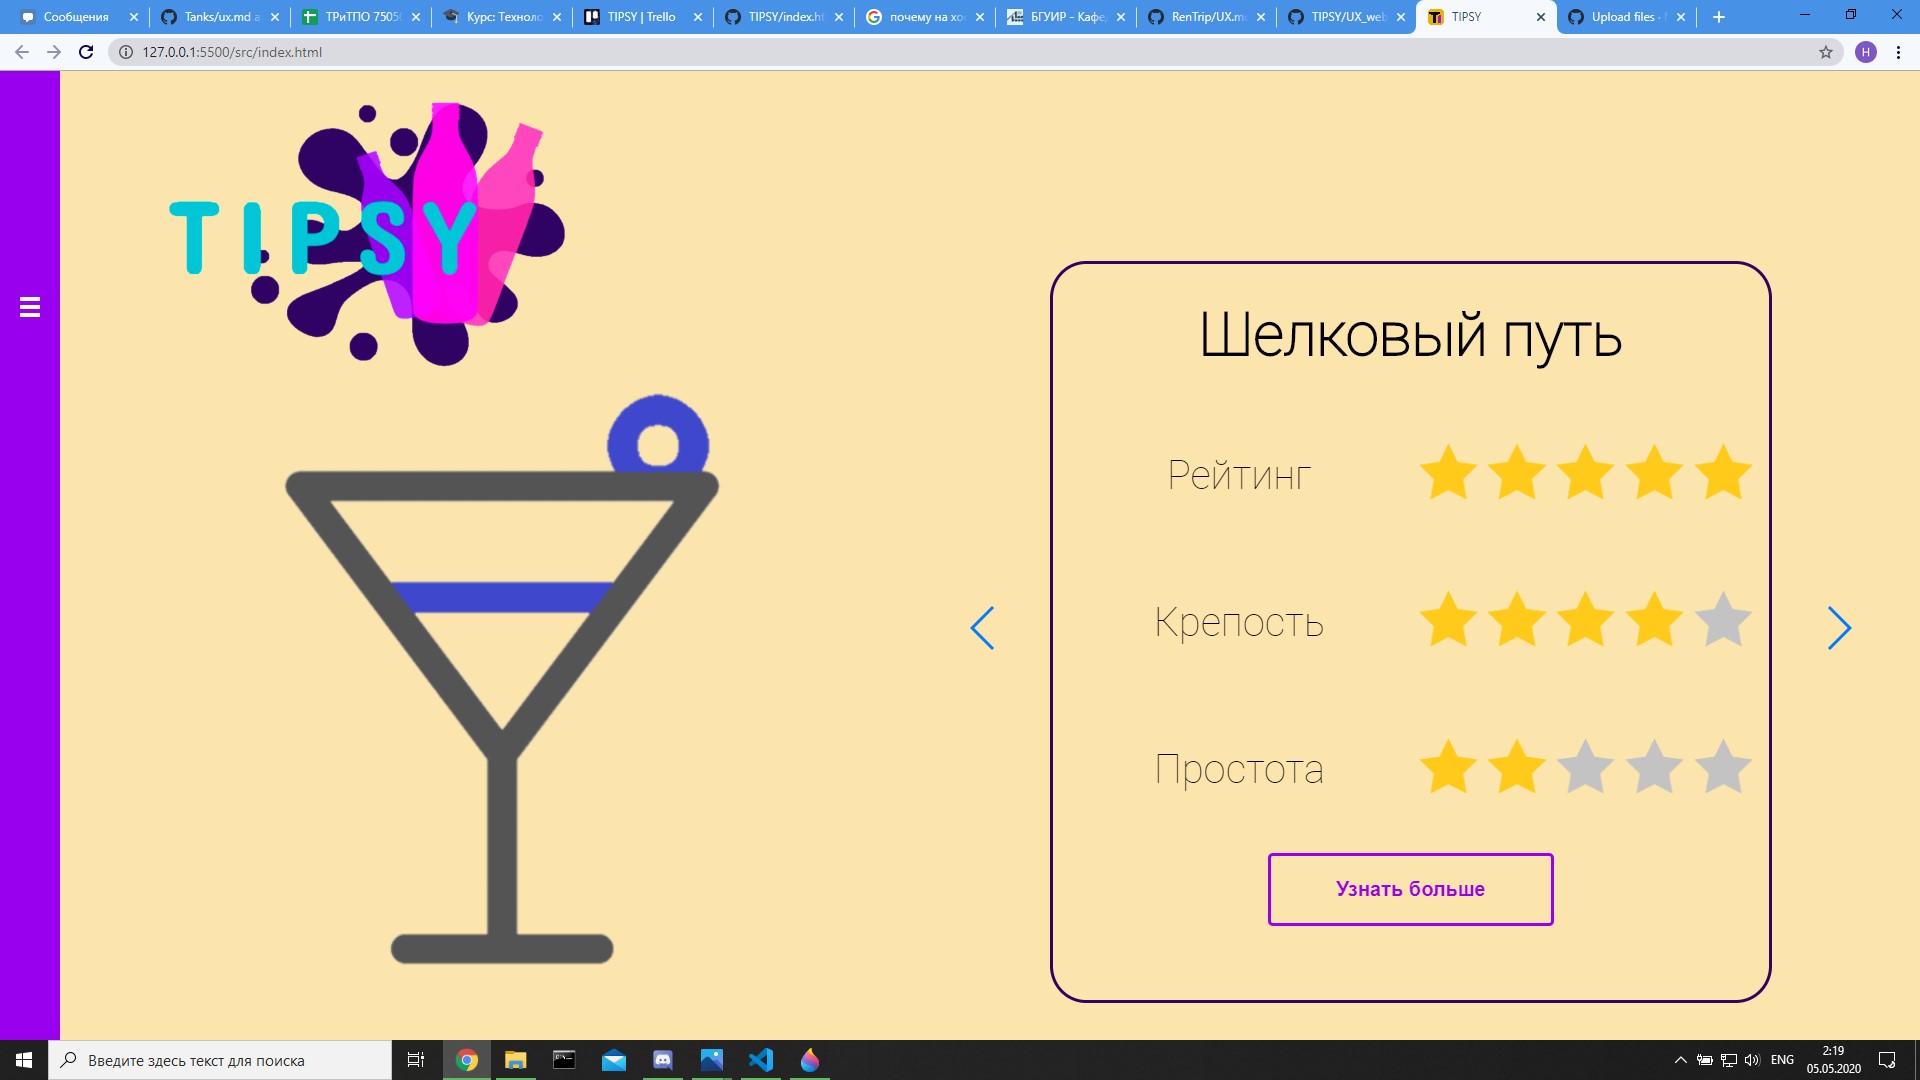 Сообщения
Tanks/ux.md a
ТРиТПО 7505
Курс: Техноло
TIPSY | Trello
TIPSY/index.ht
почему на хо
БГУИР - Кафе
RenTrip/UX.m
TIPSY/UX_web
TIPSY
Upload files ·
127.0.0.1:5500/src/index.html
H
TIPSY
Шелковый путь
Рейтинг
Крепость
Простота
Узнать больше
Введите здесь текст для поиска
ENG
2:19
05.05.2020